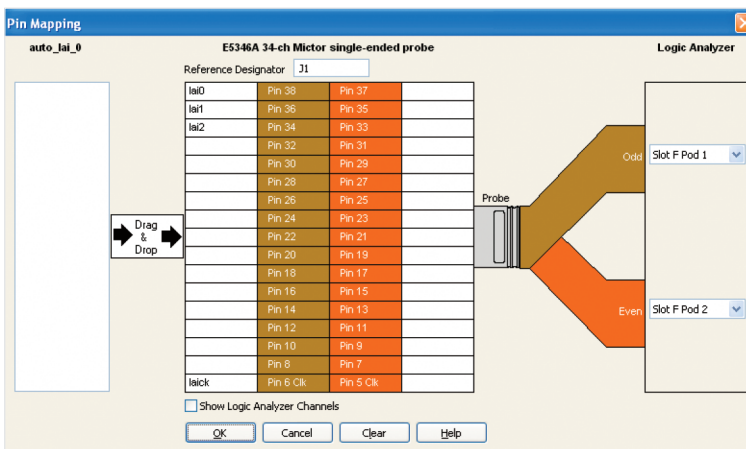 Pin Mapping
auto_lai_0
E5346A 34-ch Mictor single-ended probe
Logic Analyzer
Reference Designator J1
lai0 Pin 38 Pin 37
lai1 Pin 36 Pin 35
lai2 Pin 34 Pin 33
Pin 32 Pin 31
Pin 30 Pin 29
Pin 28 Pin 27
Pin 26 Pin 25
Pin 24 Pin 23
Pin 22 Pin 21
Pin 20 Pin 19
Pin 18 Pin 17
Pin 16 Pin 15
Pin 14 Pin 13
Pin 12 Pin 11
Pin 10 Pin 9
Pin 8 Pin 7
laick Pin 6 Clk Pin 5 Clk
Drag
&
Drop
Probe
Odd Slot F Pod 1
Even Slot F Pod 2
Show Logic Analyzer Channels
OK Cancel Clear Help